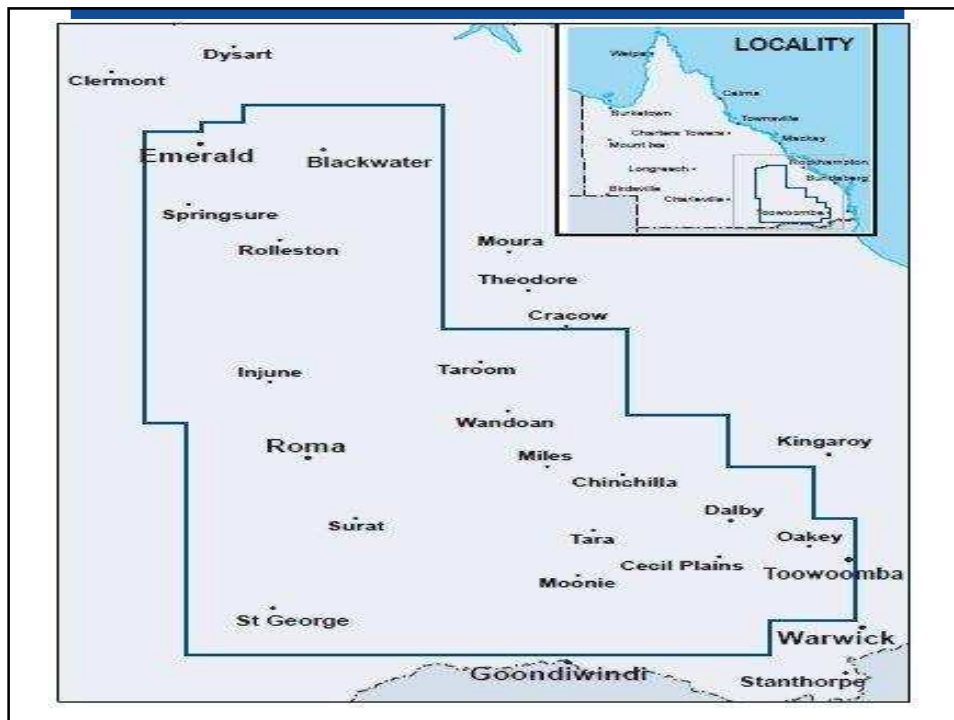 LOCALITY
Weipa
Cairns
Burketown
Townsville
Charters Towers
Mackay
Mount Isa
Rockhampton
Longreach
Bundaberg
Birdsville
Charleville
Toowoomba
Dysart
Clermont
Emerald
Blackwater
Springsure
Rolleston
Moura
Theodore
Cracow
Injune
Taroom
Wandoan
Roma
Kingaroy
Miles
Chinchilla
Surat
Dalby
Tara
Oakey
Cecil Plains
Toowoomba
Moonie
St George
Warwick
Goondiwindi
Stanthorpe